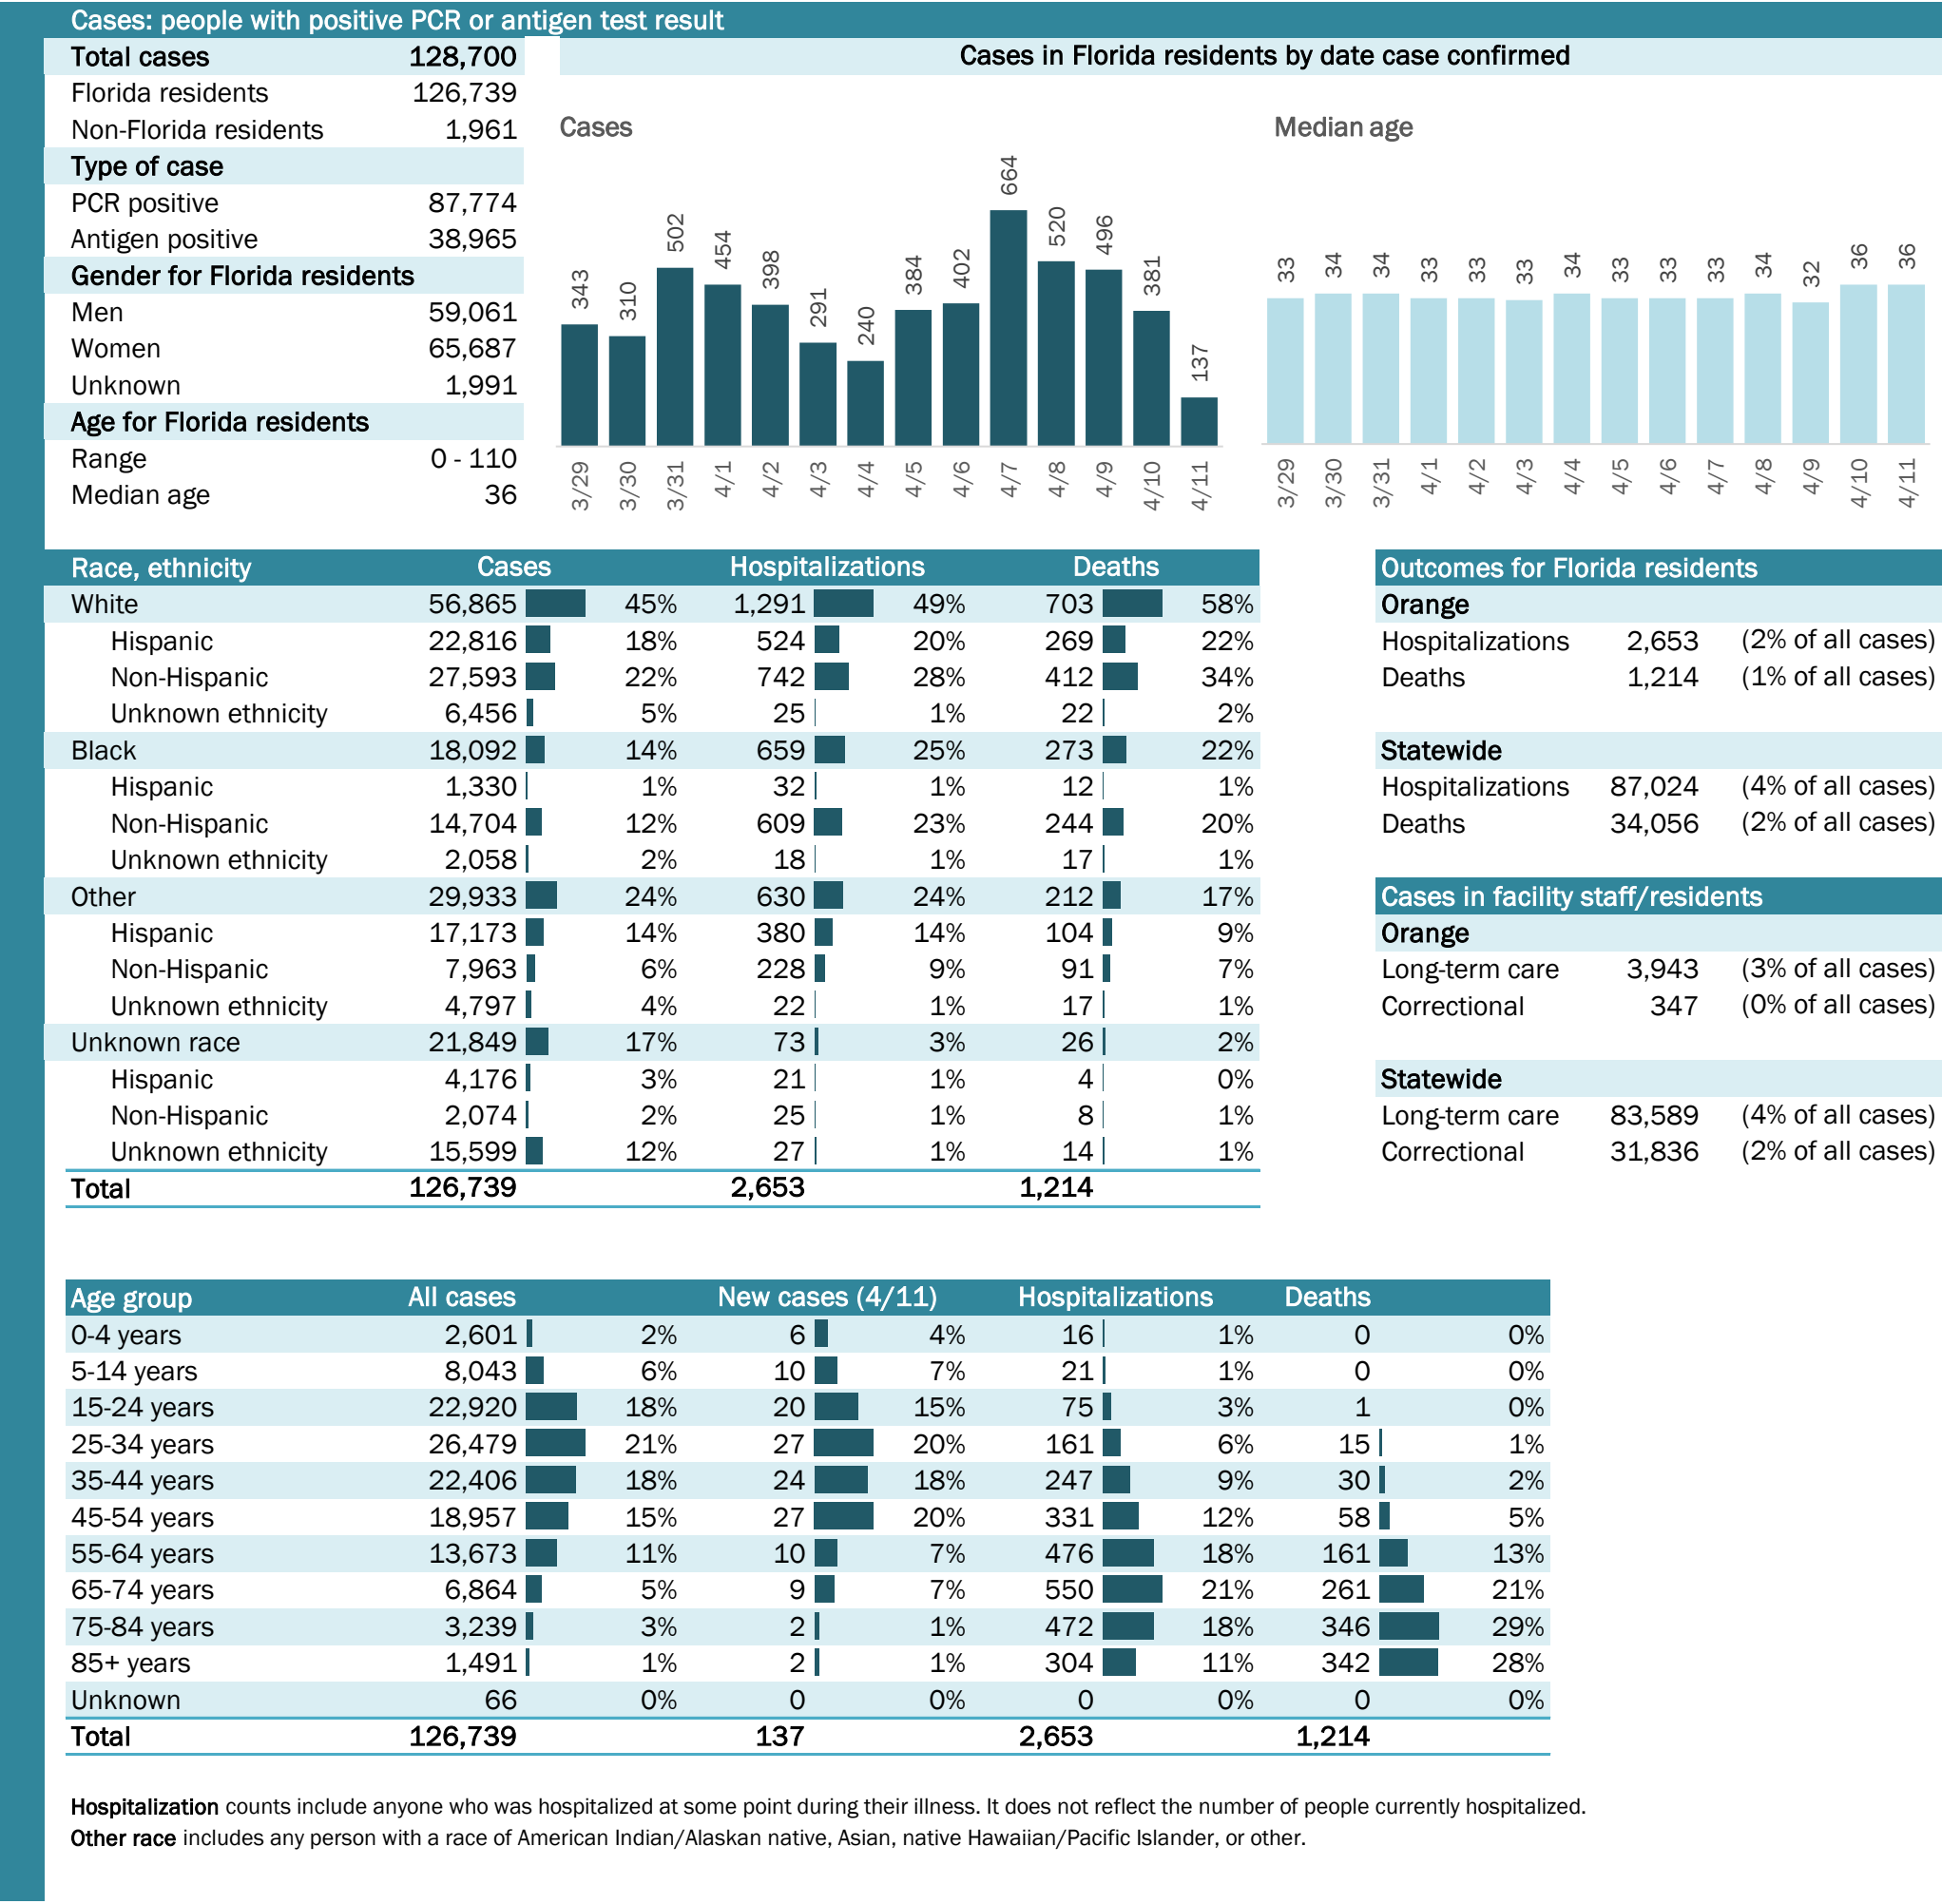 Cases: people with positive PCR or antigen test result
Total cases 128,700
Florida residents 126,739
Non-Florida residents 1,961
Type of case
PCR positive 87,774
Antigen positive 38,965
Gender for Florida residents
Men 59,061
Women 65,687
Unknown 1,991
Age for Florida residents
Range 0 - 110
Median age 36
Cases in Florida residents by date case confirmed
Cases
343 310 502 454 398 291 240 384 402 664 520 496 381 137
3/29 3/30 3/31 4/1 4/2 4/3 4/4 4/5 4/6 4/7 4/8 4/9 4/10 4/11
Median age
33 34 34 33 33 33 34 33 33 33 34 32 36 36
3/29 3/30 3/31 4/1 4/2 4/3 4/4 4/5 4/6 4/7 4/8 4/9 4/10 4/11
Race, ethnicity Cases Hospitalizations Deaths
White 56,865 45% 1,291 49% 703 58%
Hispanic 22,816 18% 524 20% 269 22%
Non-Hispanic 27,593 22% 742 28% 412 34%
Unknown ethnicity 6,456 5% 25 1% 22 2%
Black 18,092 14% 659 25% 273 22%
Hispanic 1,330 1% 32 1% 12 1%
Non-Hispanic 14,704 12% 609 23% 244 20%
Unknown ethnicity 2,058 2% 18 1% 17 1%
Other 29,933 24% 630 24% 212 17%
Hispanic 17,173 14% 380 14% 104 9%
Non-Hispanic 7,963 6% 228 9% 91 7%
Unknown ethnicity 4,797 4% 22 1% 17 1%
Unknown race 21,849 17% 73 3% 26 2%
Hispanic 4,176 3% 21 1% 4 0%
Non-Hispanic 2,074 2% 25 1% 8 1%
Unknown ethnicity 15,599 12% 27 1% 14 1%
Total 126,739 2,653 1,214
Outcomes for Florida residents
Orange
Hospitalizations 2,653 (2% of all cases)
Deaths 1,214 (1% of all cases)
Statewide
Hospitalizations 87,024 (4% of all cases)
Deaths 34,056 (2% of all cases)
Cases in facility staff/residents
Orange
Long-term care 3,943 (3% of all cases)
Correctional 347 (0% of all cases)
Statewide
Long-term care 83,589 (4% of all cases)
Correctional 31,836 (2% of all cases)
Age group All cases New cases (4/11) Hospitalizations Deaths
0-4 years 2,601 2% 6 4% 16 1% 0 0%
5-14 years 8,043 6% 10 7% 21 1% 0 0%
15-24 years 22,920 18% 20 15% 75 3% 1 0%
25-34 years 26,479 21% 27 20% 161 6% 15 1%
35-44 years 22,406 18% 24 18% 247 9% 30 2%
45-54 years 18,957 15% 27 20% 331 12% 58 5%
55-64 years 13,673 11% 10 7% 476 18% 161 13%
65-74 years 6,864 5% 9 7% 550 21% 261 21%
75-84 years 3,239 3% 2 1% 472 18% 346 29%
85+ years 1,491 1% 2 1% 304 11% 342 28%
Unknown 66 0% 0 0% 0 0% 0 0%
Total 126,739 137 2,653 1,214
Hospitalization counts include anyone who was hospitalized at some point during their illness. It does not reflect the number of people currently hospitalized.
Other race includes any person with a race of American Indian/Alaskan native, Asian, native Hawaiian/Pacific Islander, or other.